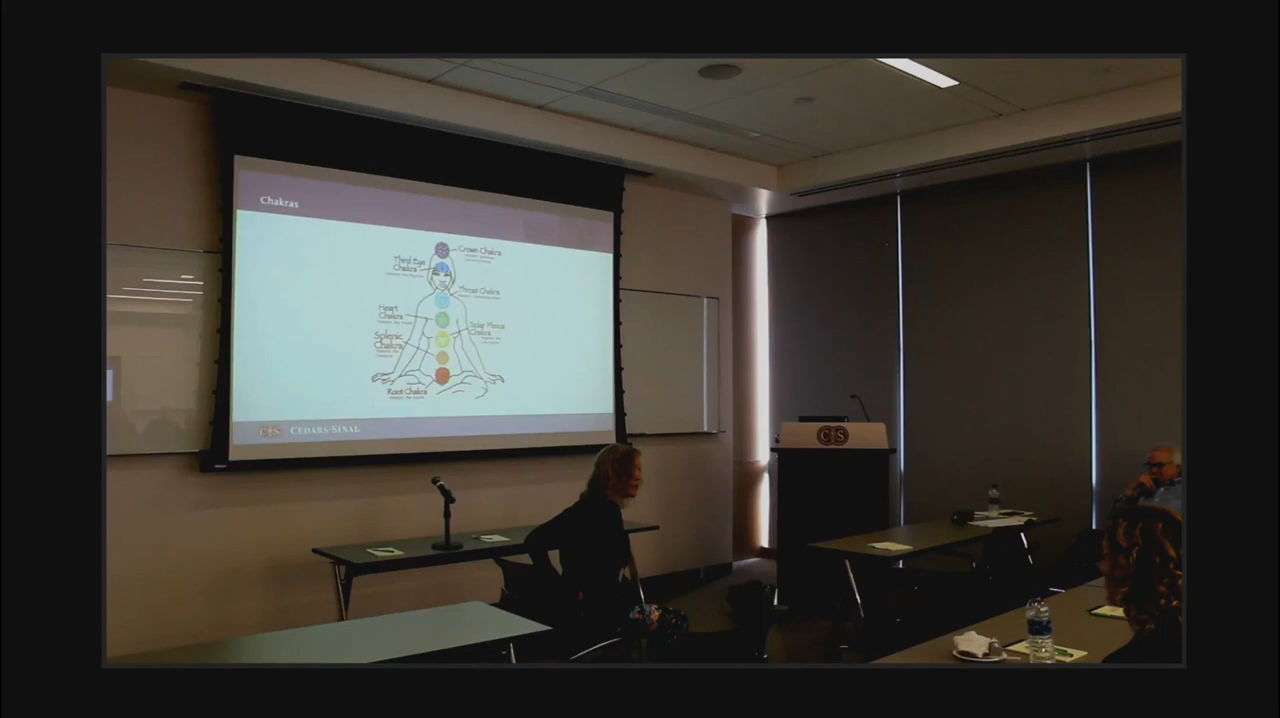 Chakras
Crown Chakra
Third Eye
Chakra
Throat Chakra
Heart
Chakra
Solar Plexus
Chakra
Splenic
Chakra
Root Chakra
CS CEDARS-SINAI
CS